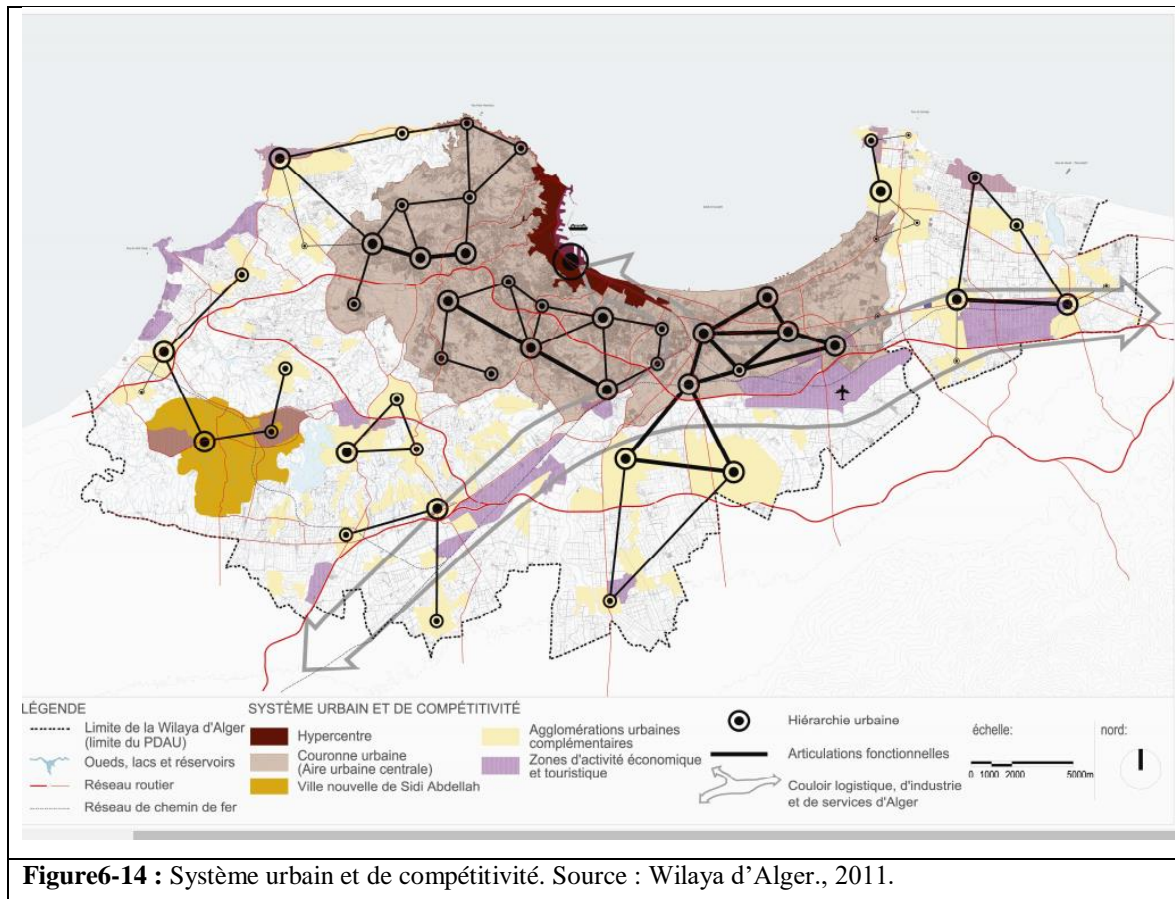 LÉGENDE
Limite de la Wilaya d'Alger
(limite du PDAU)
Oueds, lacs et réservoirs
Réseau routier
Réseau de chemin de fer
SYSTÈME URBAIN ET DE COMPÉTITIVITÉ
Hypercentre
Couronne urbaine
(Aire urbaine centrale)
Ville nouvelle de Sidi Abdellah
Agglomérations urbaines
complémentaires
Zones d'activité économique
et touristique
Hiérarchie urbaine
Articulations fonctionnelles
Couloir logistique, d'industrie
et de services d'Alger
échelle:
0 1000 2000 5000m
nord:
Figure6-14 : Système urbain et de compétitivité. Source : Wilaya d'Alger., 2011.